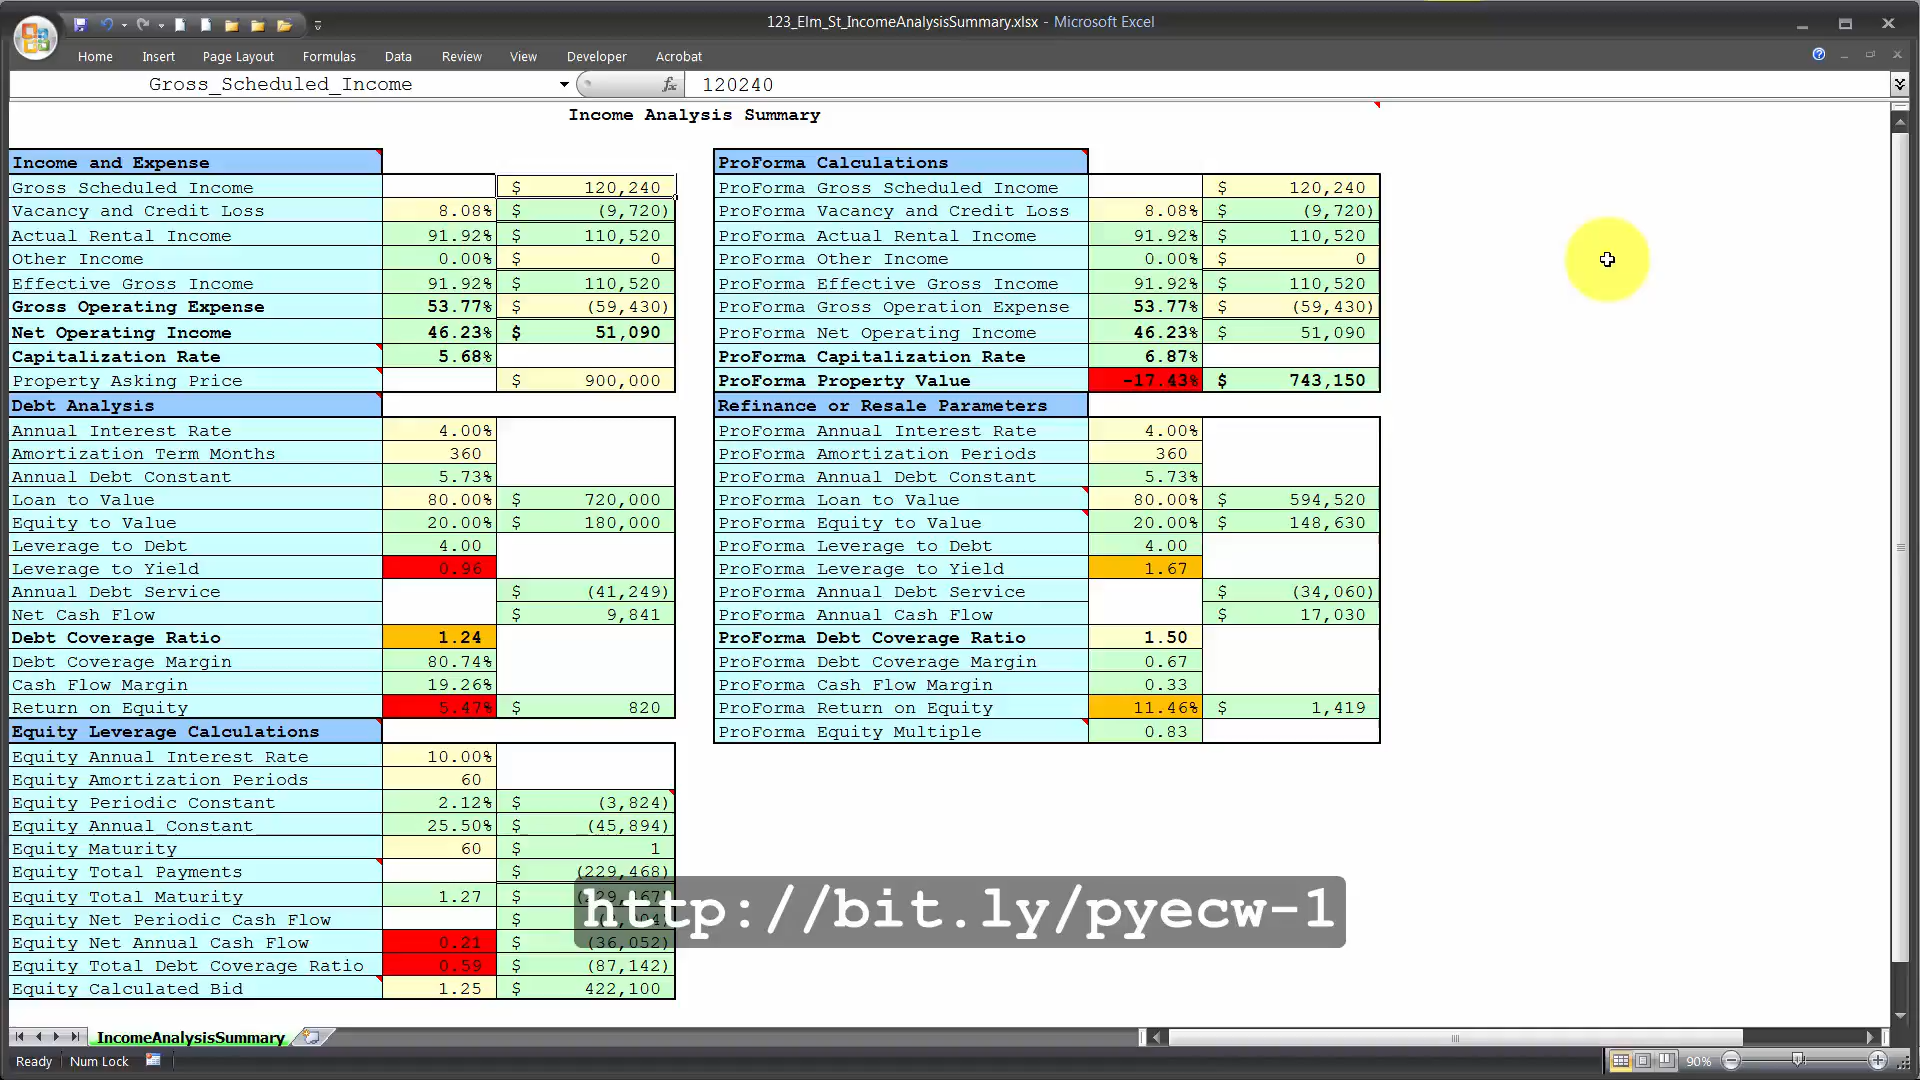 123_Elm_St_IncomeAnalysisSummary.xlsx - Microsoft Excel
Home Insert Page Layout Formulas Data Review View Developer Acrobat
Gross_Scheduled_Income fx 120240
Income Analysis Summary
Income and Expense ProForma Calculations
Gross Scheduled Income $ 120,240 ProForma Gross Scheduled Income $ 120,240
Vacancy and Credit Loss 8.08% $ (9,720) ProForma Vacancy and Credit Loss 8.08% $ (9,720)
Actual Rental Income 91.92% $ 110,520 ProForma Actual Rental Income 91.92% $ 110,520
Other Income 0.00% $ 0 ProForma Other Income 0.00% $ 0
Effective Gross Income 91.92% $ 110,520 ProForma Effective Gross Income 91.92% $ 110,520
Gross Operating Expense 53.77% $ (59,430) ProForma Gross Operation Expense 53.77% $ (59,430)
Net Operating Income 46.23% $ 51,090 ProForma Net Operating Income 46.23% $ 51,090
Capitalization Rate 5.68% ProForma Capitalization Rate 6.87%
Property Asking Price $ 900,000 ProForma Property Value -17.43% $ 743,150
Debt Analysis Refinance or Resale Parameters
Annual Interest Rate 4.00% ProForma Annual Interest Rate 4.00%
Amortization Term Months 360 ProForma Amortization Periods 360
Annual Debt Constant 5.73% ProForma Annual Debt Constant 5.73%
Loan to Value 80.00% $ 720,000 ProForma Loan to Value 80.00% $ 594,520
Equity to Value 20.00% $ 180,000 ProForma Equity to Value 20.00% $ 148,630
Leverage to Debt 4.00 ProForma Leverage to Debt 4.00
Leverage to Yield 0.96 ProForma Leverage to Yield 1.67
Annual Debt Service $ (41,249) ProForma Annual Debt Service $ (34,060)
Net Cash Flow $ 9,841 ProForma Annual Cash Flow $ 17,030
Debt Coverage Ratio 1.24 ProForma Debt Coverage Ratio 1.50
Debt Coverage Margin 80.74% ProForma Debt Coverage Margin 0.67
Cash Flow Margin 19.26% ProForma Cash Flow Margin 0.33
Return on Equity 5.47% $ 820 ProForma Return on Equity 11.46% $ 1,419
Equity Leverage Calculations ProForma Equity Multiple 0.83
Equity Annual Interest Rate 10.00%
Equity Amortization Periods 60
Equity Periodic Constant 2.12% $ (3,824)
Equity Annual Constant 25.50% $ (45,894)
Equity Maturity 60 $ 1
Equity Total Payments $ (229,468)
Equity Total Maturity 1.27 $
Equity Net Periodic Cash Flow $
http://bit.ly/pyecw-1
Equity Net Annual Cash Flow 0.21 $ (36,052)
Equity Total Debt Coverage Ratio 0.59 $ (87,142)
Equity Calculated Bid 1.25 $ 422,100
IncomeAnalysisSummary
Ready Num Lock 90%